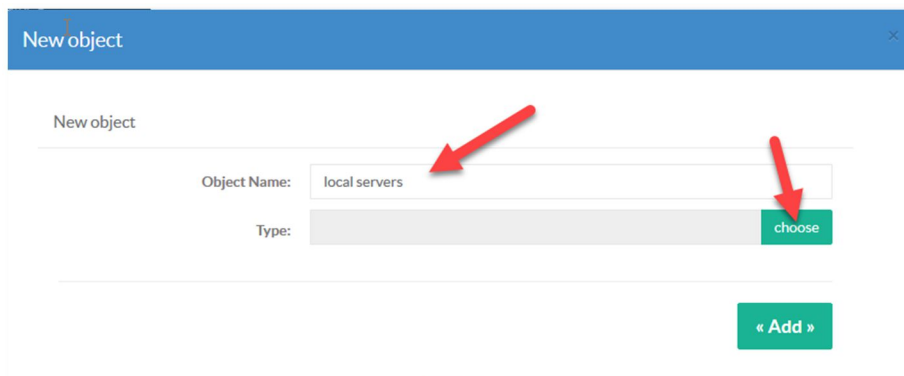 New object
×
New object
Object Name: local servers
Type: choose
« Add »